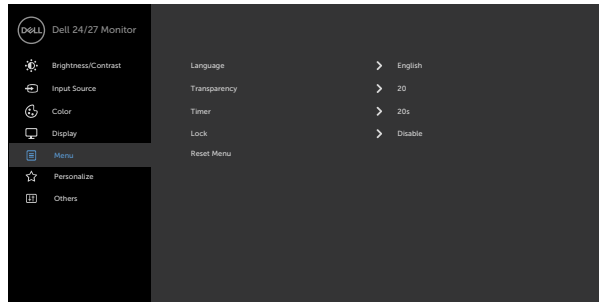 DELL Dell 24/27 Monitor
Brightness/Contrast
Language English
Input Source
Transparency 20
Color
Timer 20s
Display
Lock Disable
Menu
Reset Menu
Personalize
Others